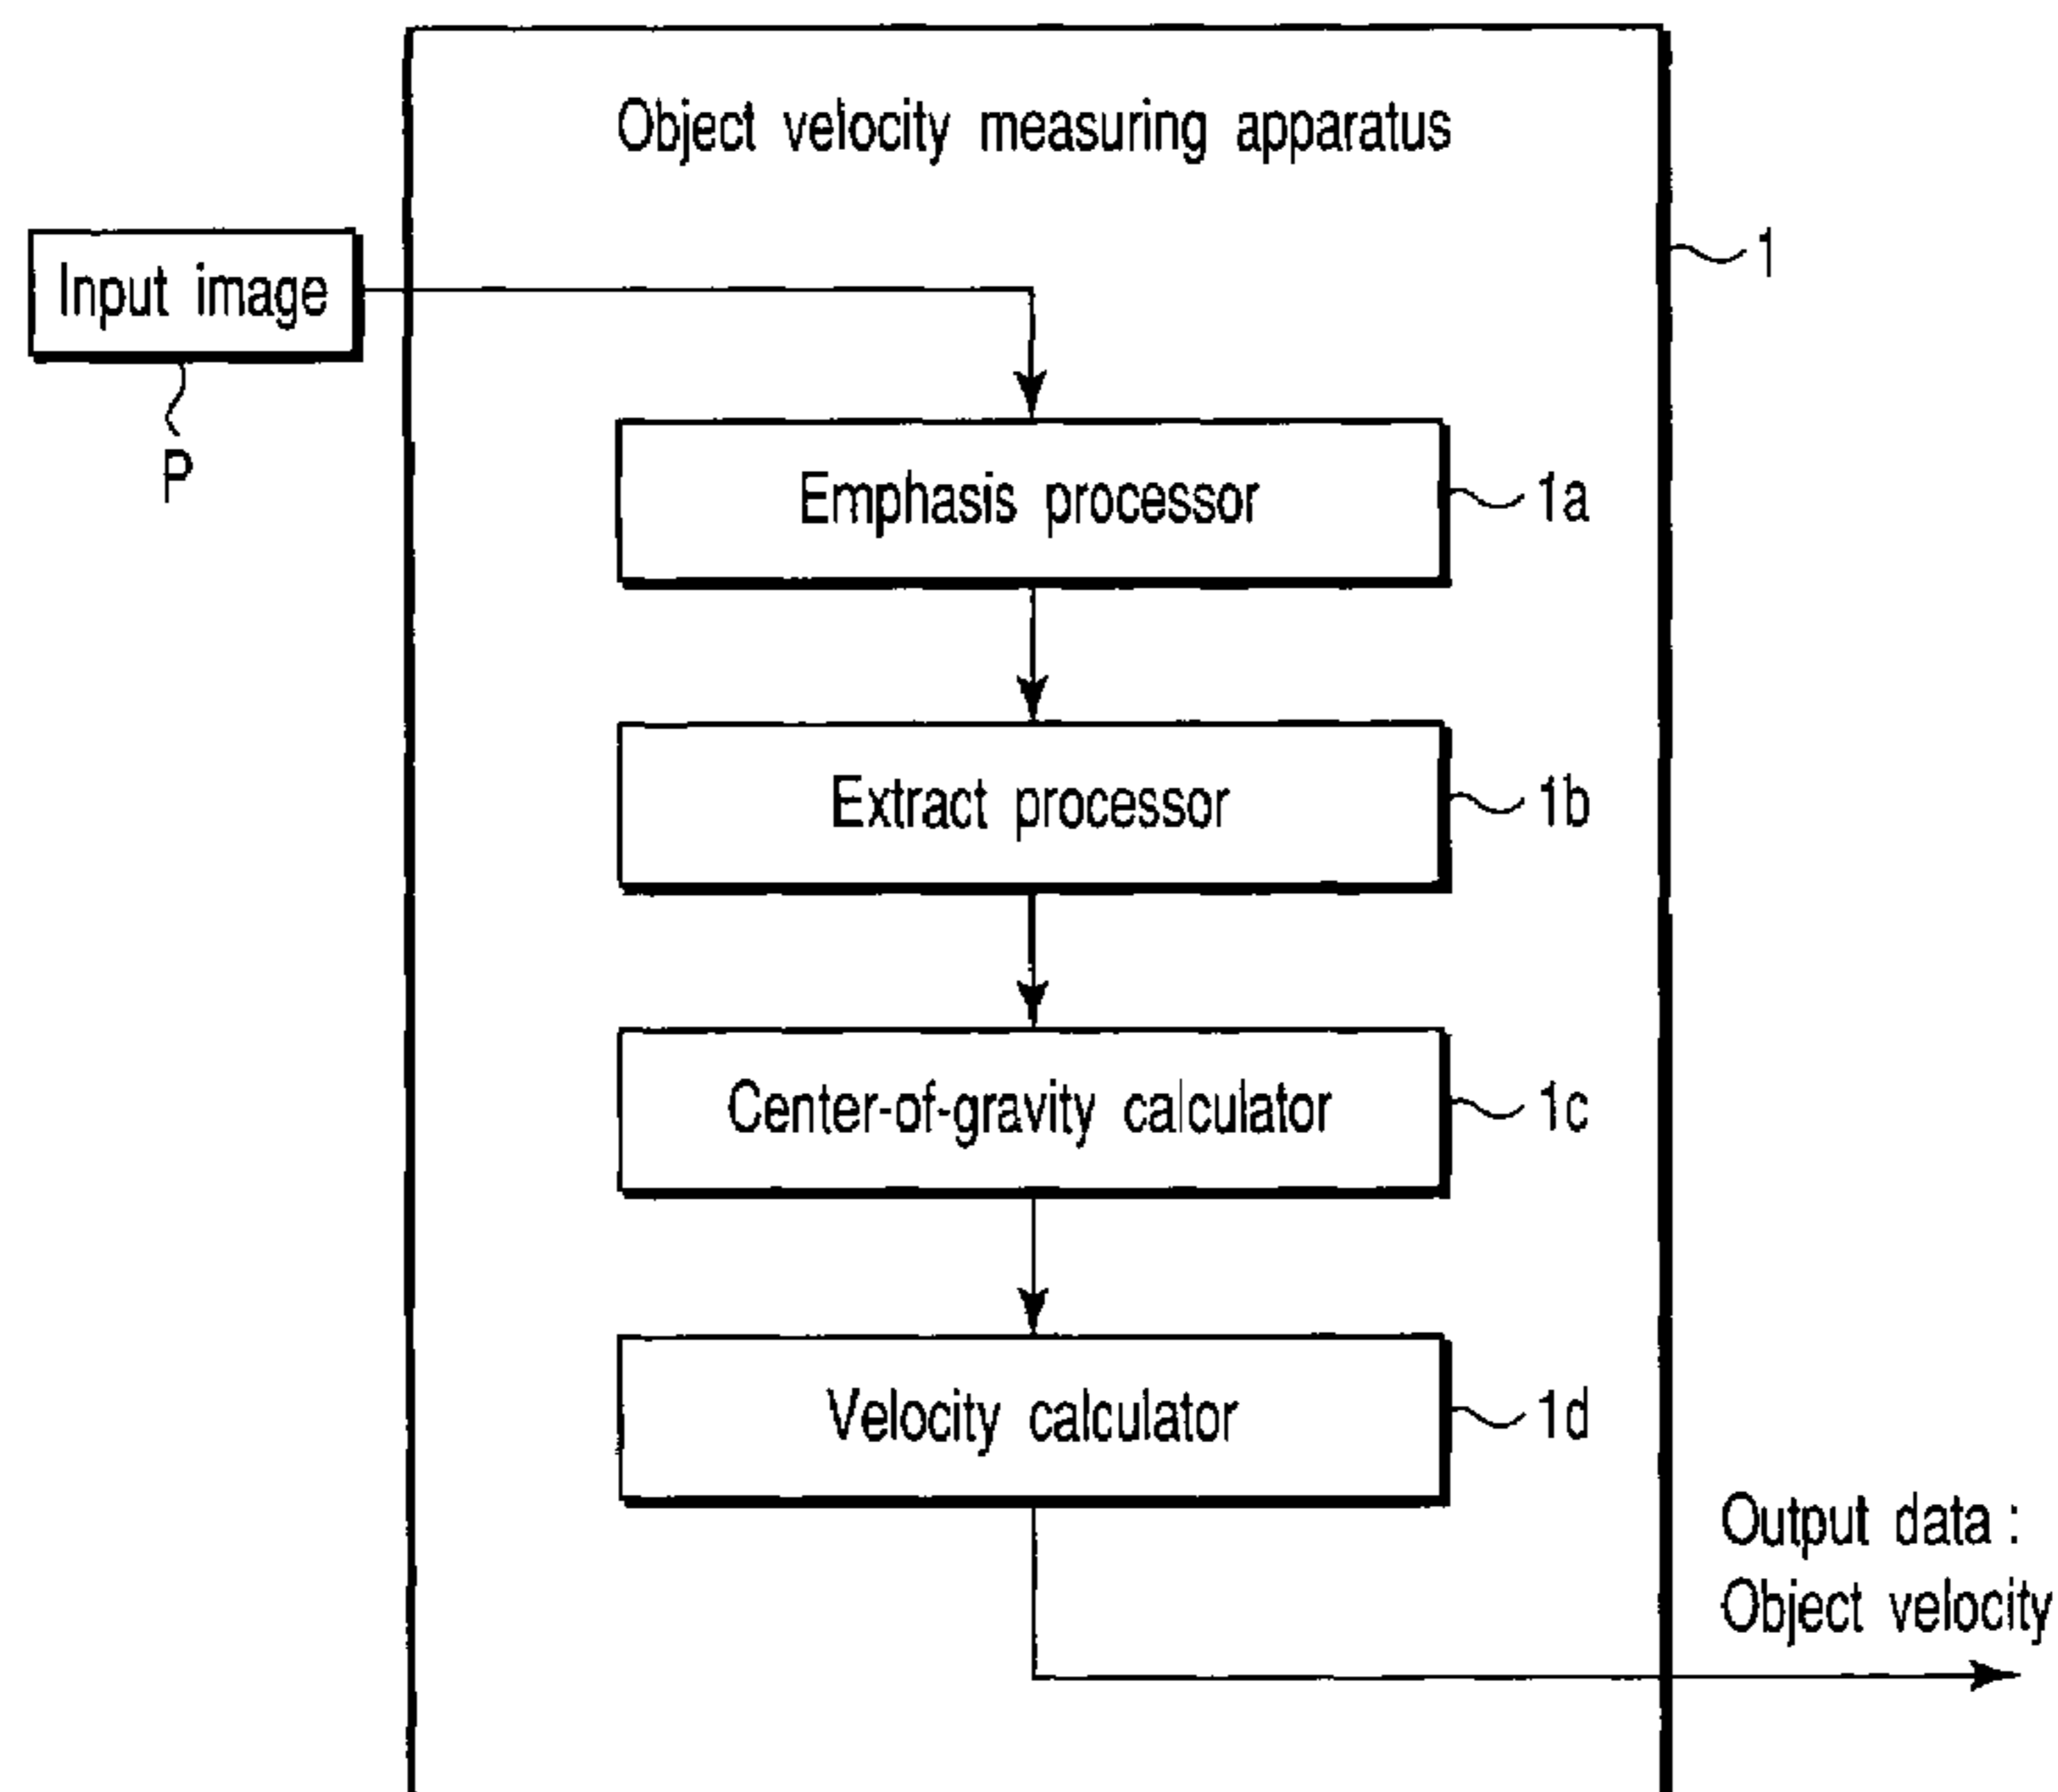 Object velocity measuring apparatus
1
Input image
P
Emphasis processor
1a
Extract processor
1b
Center-of-gravity calculator
1c
Velocity calculator
1d
Output data :
Object velocity